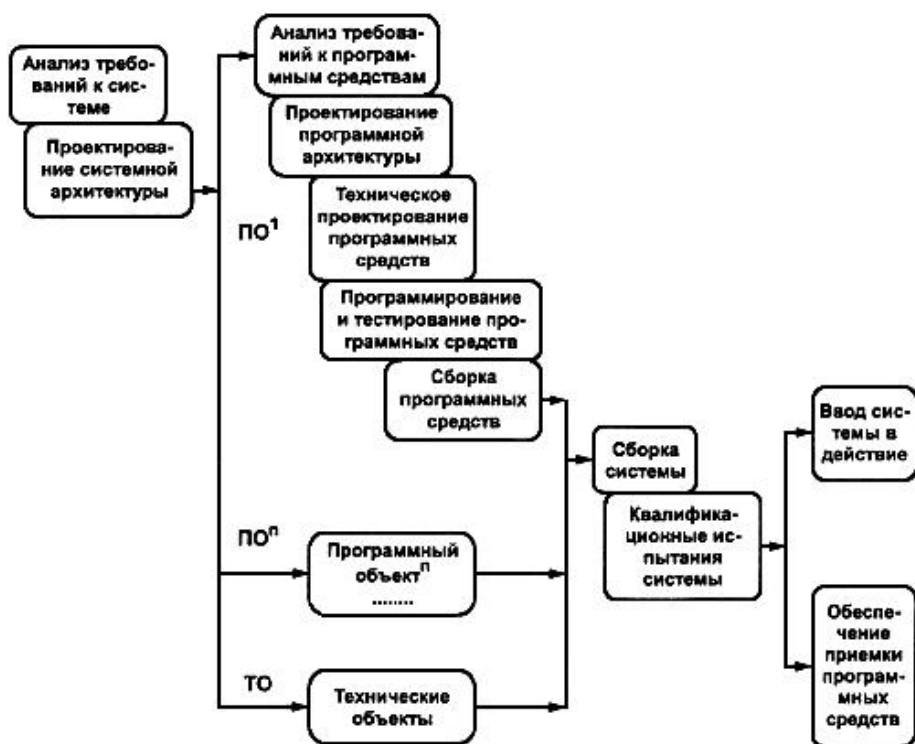 Анализ требо-
ваний к сис-
теме
Проектирова-
ние системной
архитектуры
Анализ требова-
ний к програм-
мным средствам
Проектирование
программной
архитектуры
ПО¹
Техническое
проектирование
программных
средств
Программирование
и тестирование про-
граммных средств
Сборка
программных
средств
ПОⁿ
Программный
объектⁿ
........
ТО
Технические
объекты
Сборка
системы
Квалифика-
ционные ис-
пытания
системы
Ввод сис-
темы в
действие
Обеспе-
чение
приемки
програм-
мных
средств